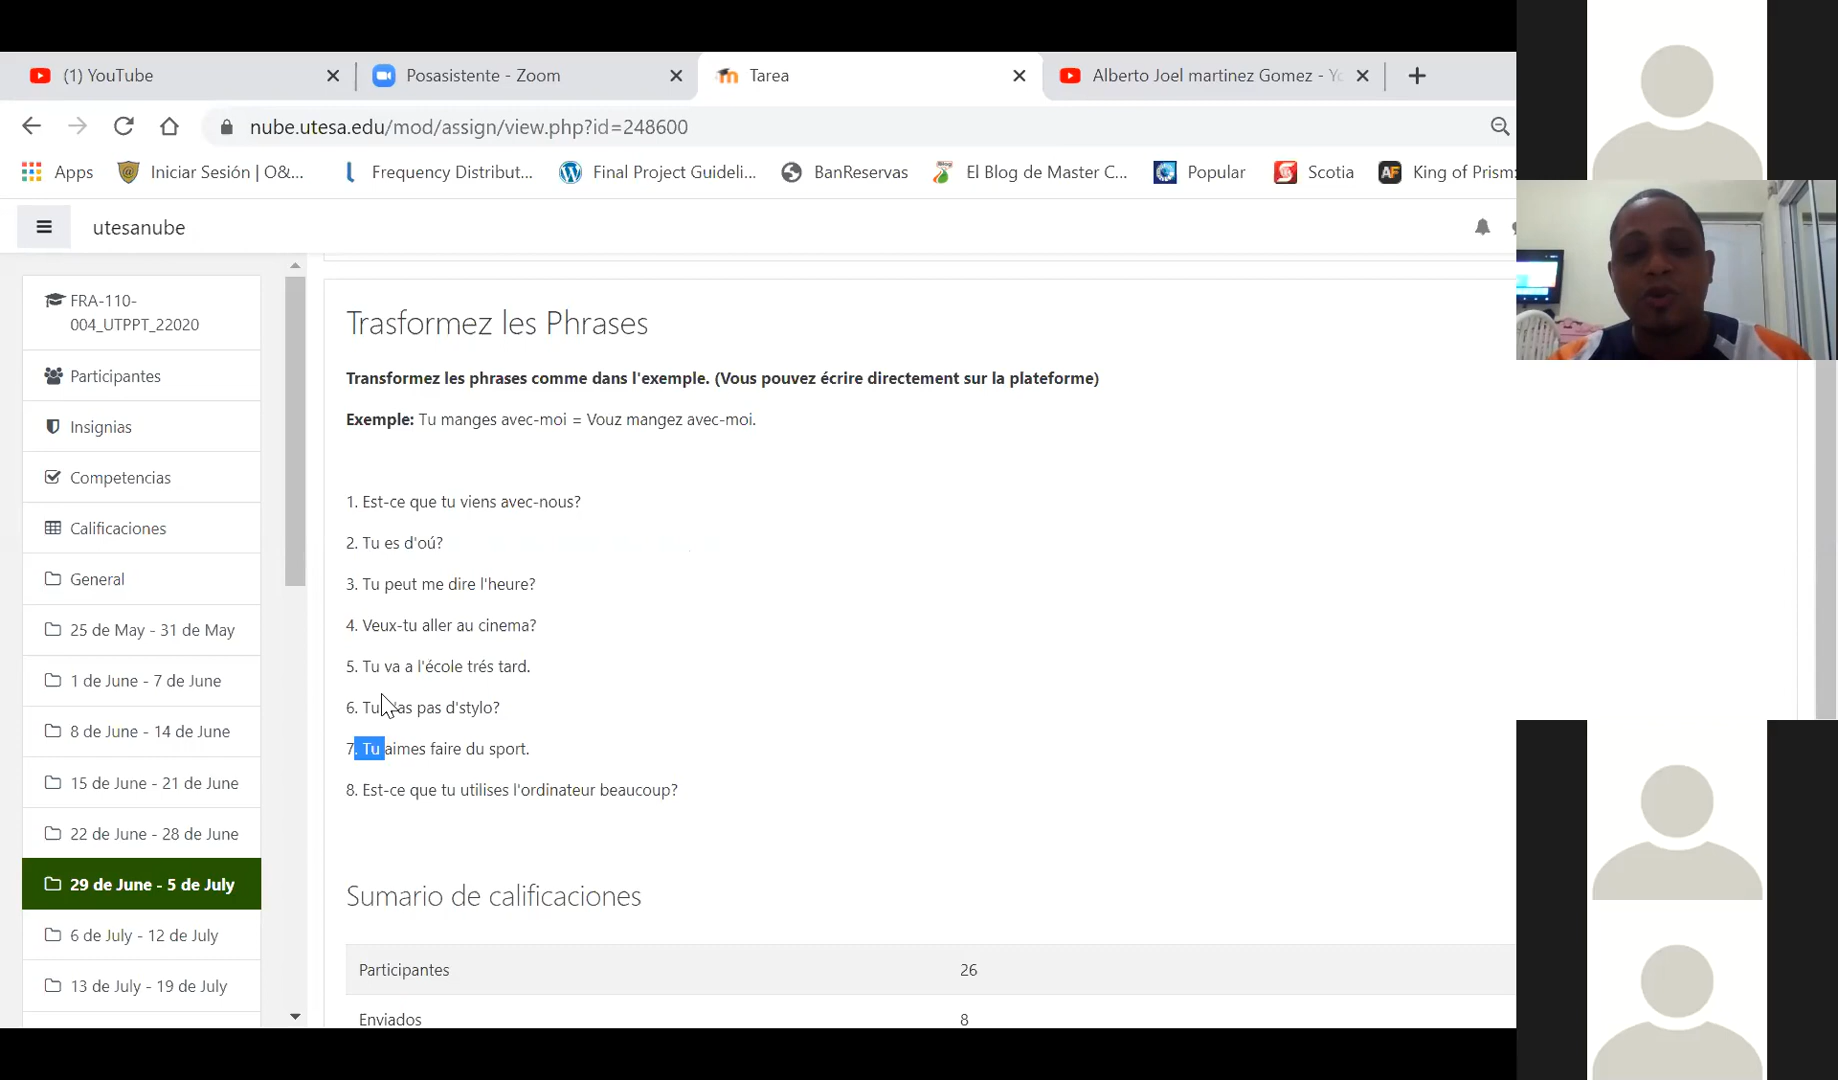 (1) YouTube
Posasistente - Zoom
Tarea
Alberto Joel martinez Gomez - Yo
nube.utesa.edu/mod/assign/view.php?id=248600
Apps
Iniciar Sesión | O&...
Frequency Distribut...
Final Project Guideli...
BanReservas
El Blog de Master C...
Popular
Scotia
King of Prism:
utesanube
FRA-110-
004_UTPPT_22020
Participantes
Insignias
Competencias
Calificaciones
General
25 de May - 31 de May
1 de June - 7 de June
8 de June - 14 de June
15 de June - 21 de June
22 de June - 28 de June
29 de June - 5 de July
6 de July - 12 de July
13 de July - 19 de July
Trasformez les Phrases
Transformez les phrases comme dans l'exemple. (Vous pouvez écrire directement sur la plateforme)
Exemple: Tu manges avec-moi = Vouz mangez avec-moi.
1. Est-ce que tu viens avec-nous?
2. Tu es d'oú?
3. Tu peut me dire l'heure?
4. Veux-tu aller au cinema?
5. Tu va a l'école trés tard.
6. Tu pas d'stylo?
7. Tu aimes faire du sport.
8. Est-ce que tu utilises l'ordinateur beaucoup?
Sumario de calificaciones
Participantes 26
Enviados 8